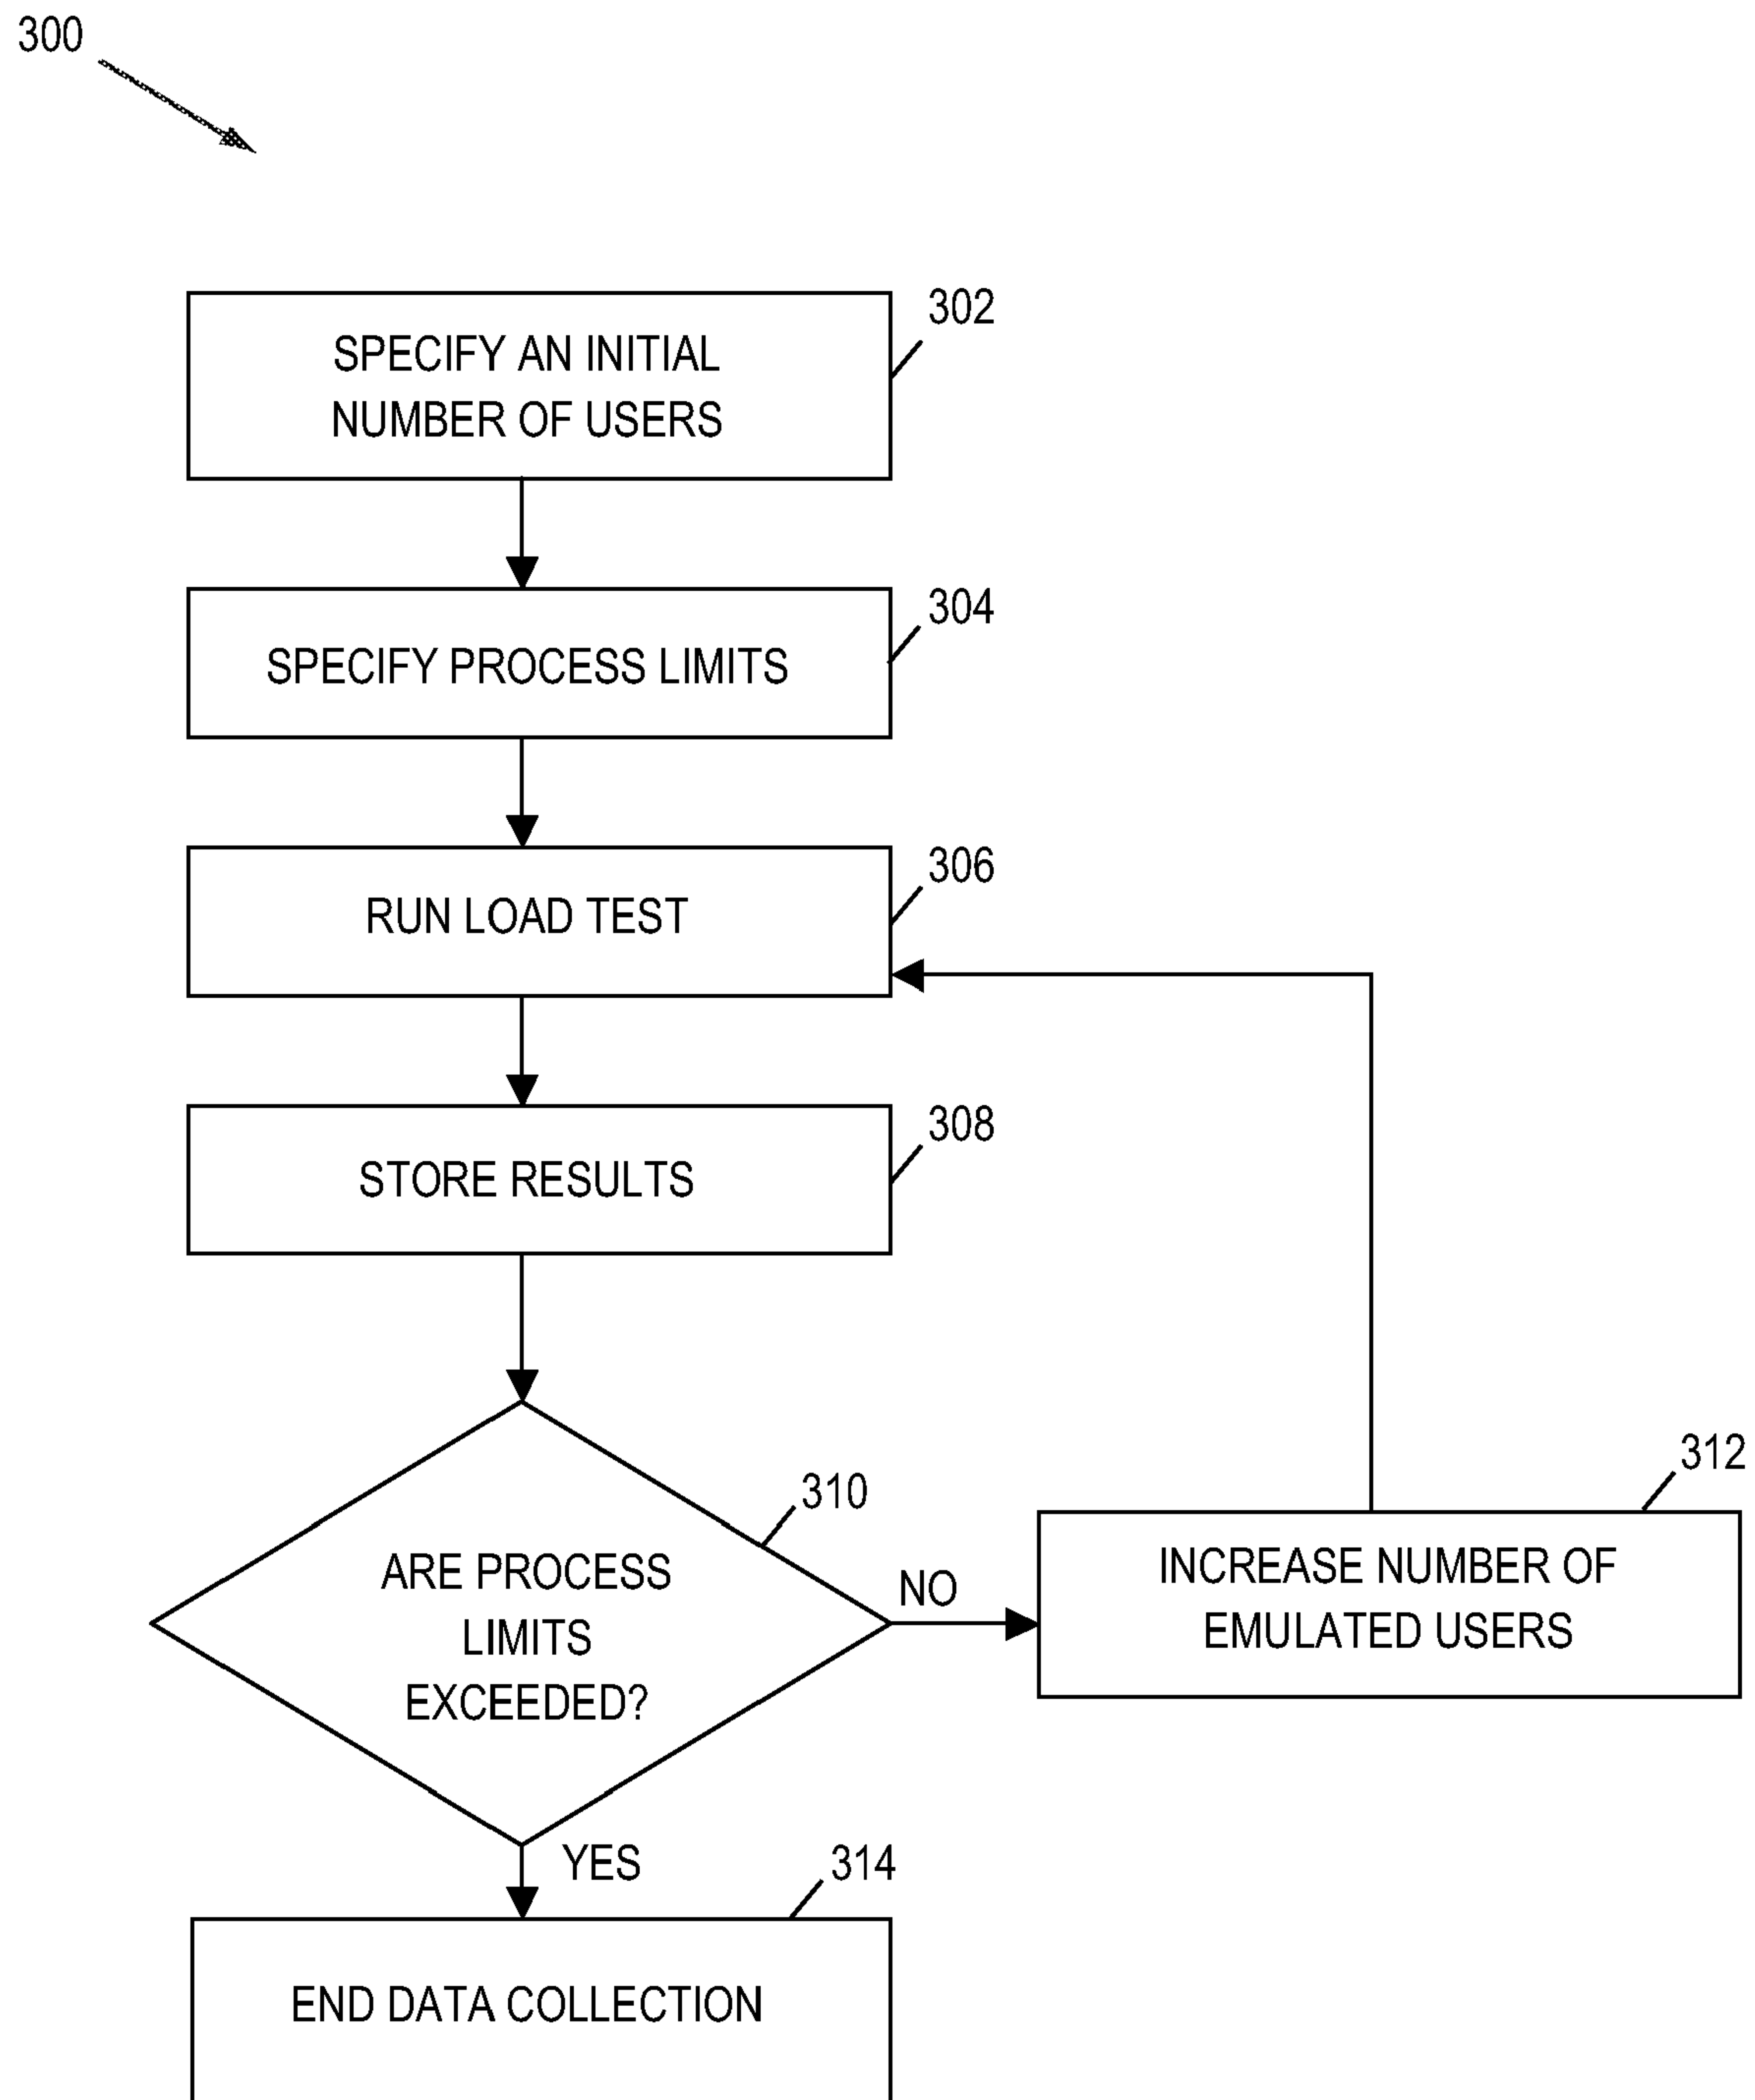 300
302
SPECIFY AN INITIAL
NUMBER OF USERS
304
SPECIFY PROCESS LIMITS
306
RUN LOAD TEST
308
STORE RESULTS
310
ARE PROCESS
LIMITS
EXCEEDED?
NO
312
INCREASE NUMBER OF
EMULATED USERS
YES
314
END DATA COLLECTION